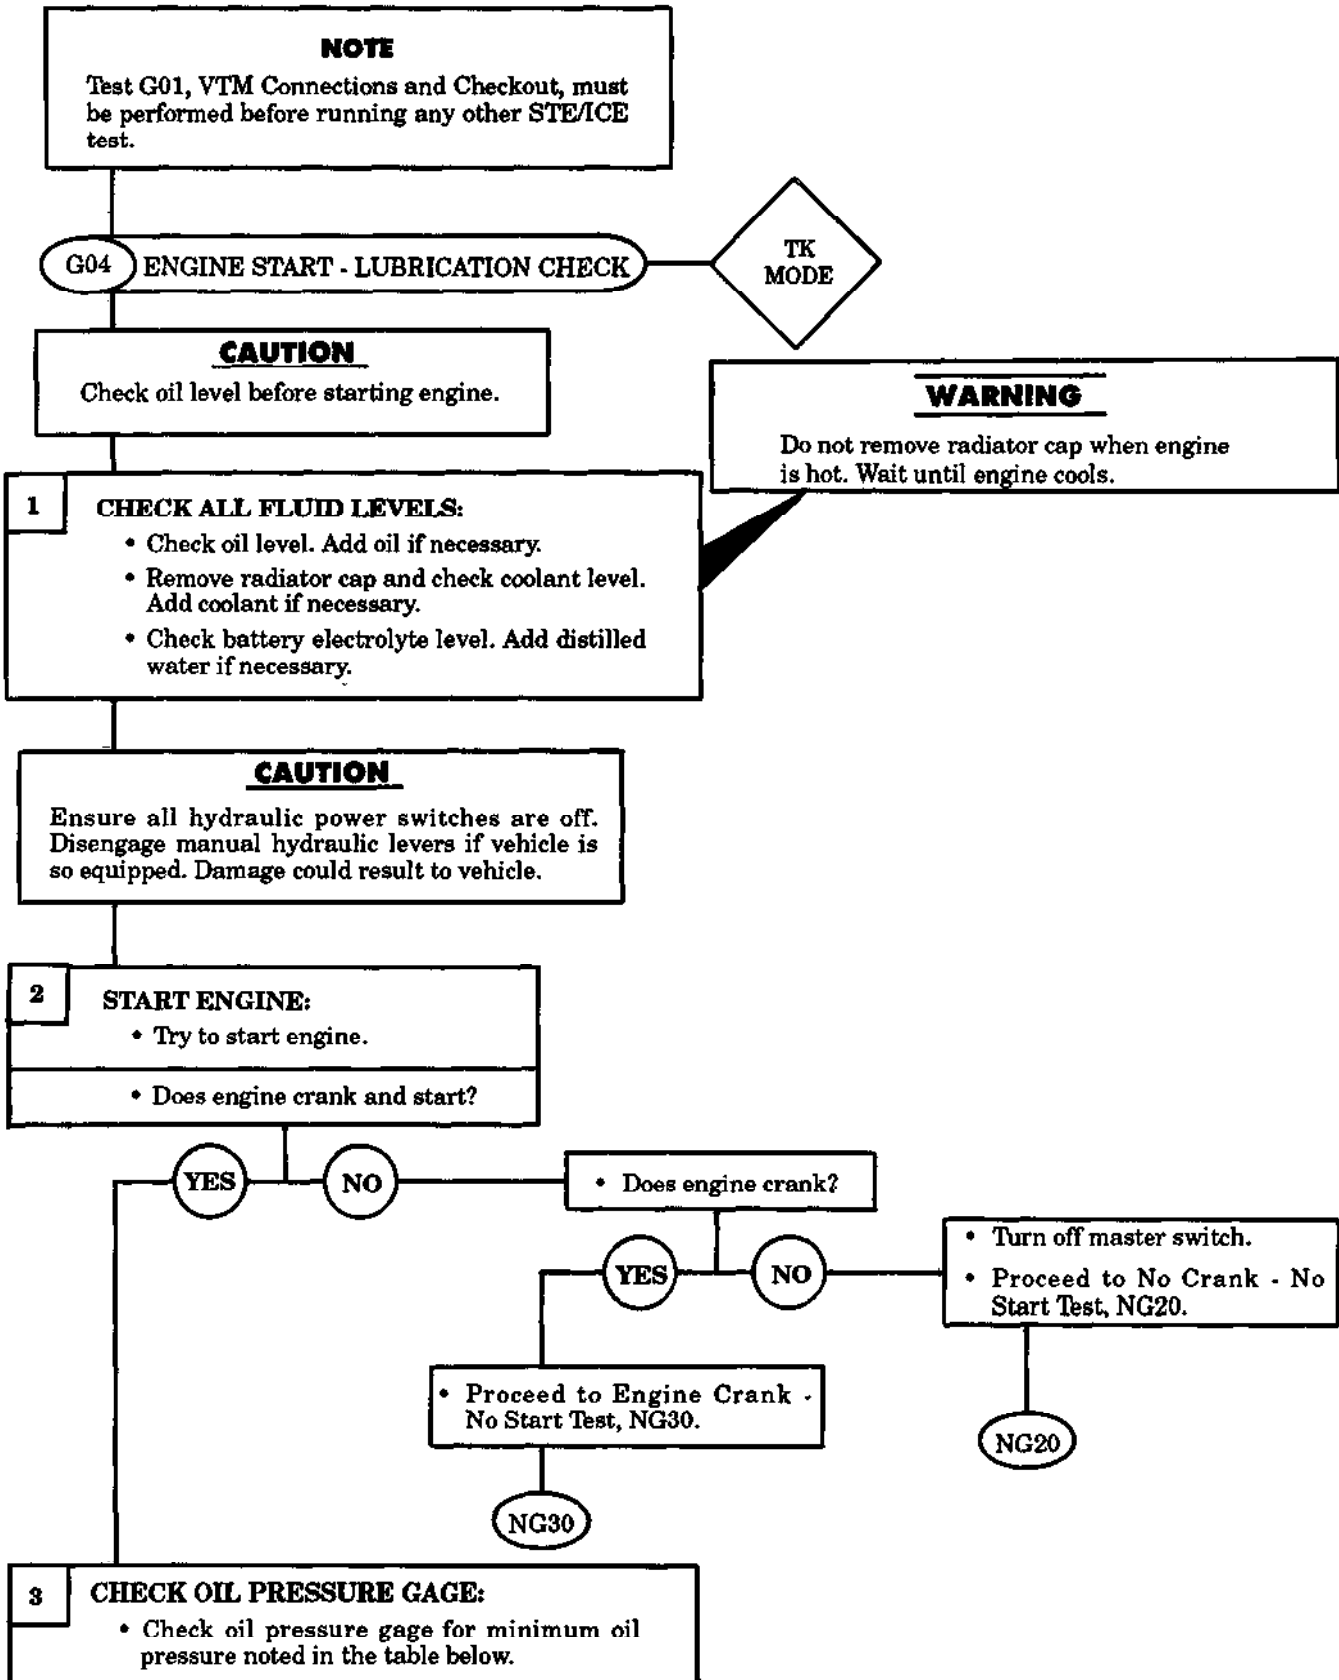 NOTE
Test G01, VTM Connections and Checkout, must
be performed before running any other STE/ICE
test.
G04 ENGINE START - LUBRICATION CHECK
TK
MODE
CAUTION
Check oil level before starting engine.
WARNING
Do not remove radiator cap when engine
is hot. Wait until engine cools.
1 CHECK ALL FLUID LEVELS:
• Check oil level. Add oil if necessary.
• Remove radiator cap and check coolant level.
Add coolant if necessary.
• Check battery electrolyte level. Add distilled
water if necessary.
CAUTION
Ensure all hydraulic power switches are off.
Disengage manual hydraulic levers if vehicle is
so equipped. Damage could result to vehicle.
2 START ENGINE:
• Try to start engine.
• Does engine crank and start?
YES NO
• Does engine crank?
YES NO
• Turn off master switch.
• Proceed to No Crank - No
Start Test, NG20.
• Proceed to Engine Crank -
No Start Test, NG30.
NG20
NG30
3 CHECK OIL PRESSURE GAGE:
• Check oil pressure gage for minimum oil
pressure noted in the table below.